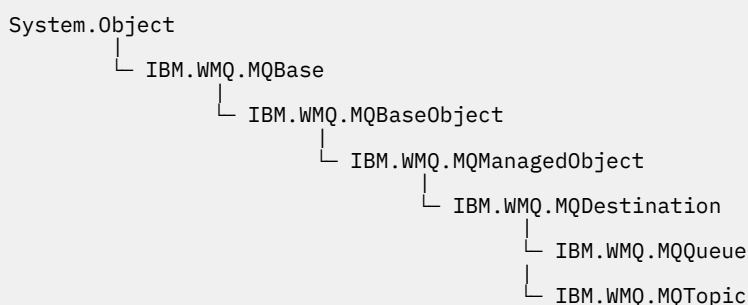 System.Object
IBM.WMQ.MQBase
IBM.WMQ.MQBaseObject
IBM.WMQ.MQManagedObject
IBM.WMQ.MQDestination
IBM.WMQ.MQQueue
IBM.WMQ.MQTopic